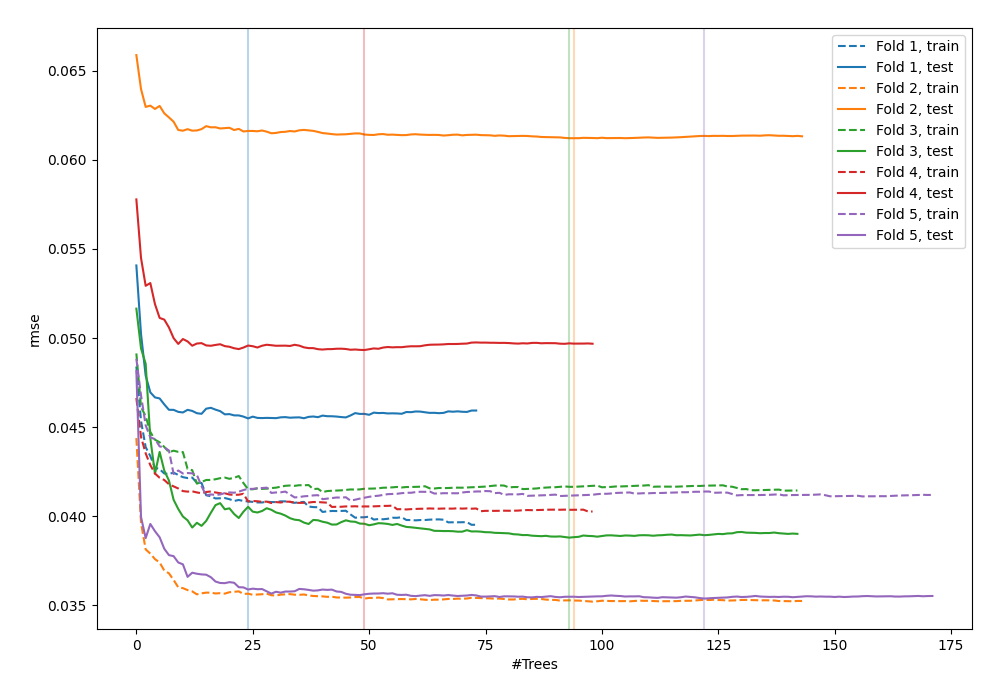 0.065
0.060
0.055
0.050
0.045
0.040
0.035
rmse
0
25
50
75
100
125
150
175
#Trees
Fold 1, train
Fold 1, test
Fold 2, train
Fold 2, test
Fold 3, train
Fold 3, test
Fold 4, train
Fold 4, test
Fold 5, train
Fold 5, test